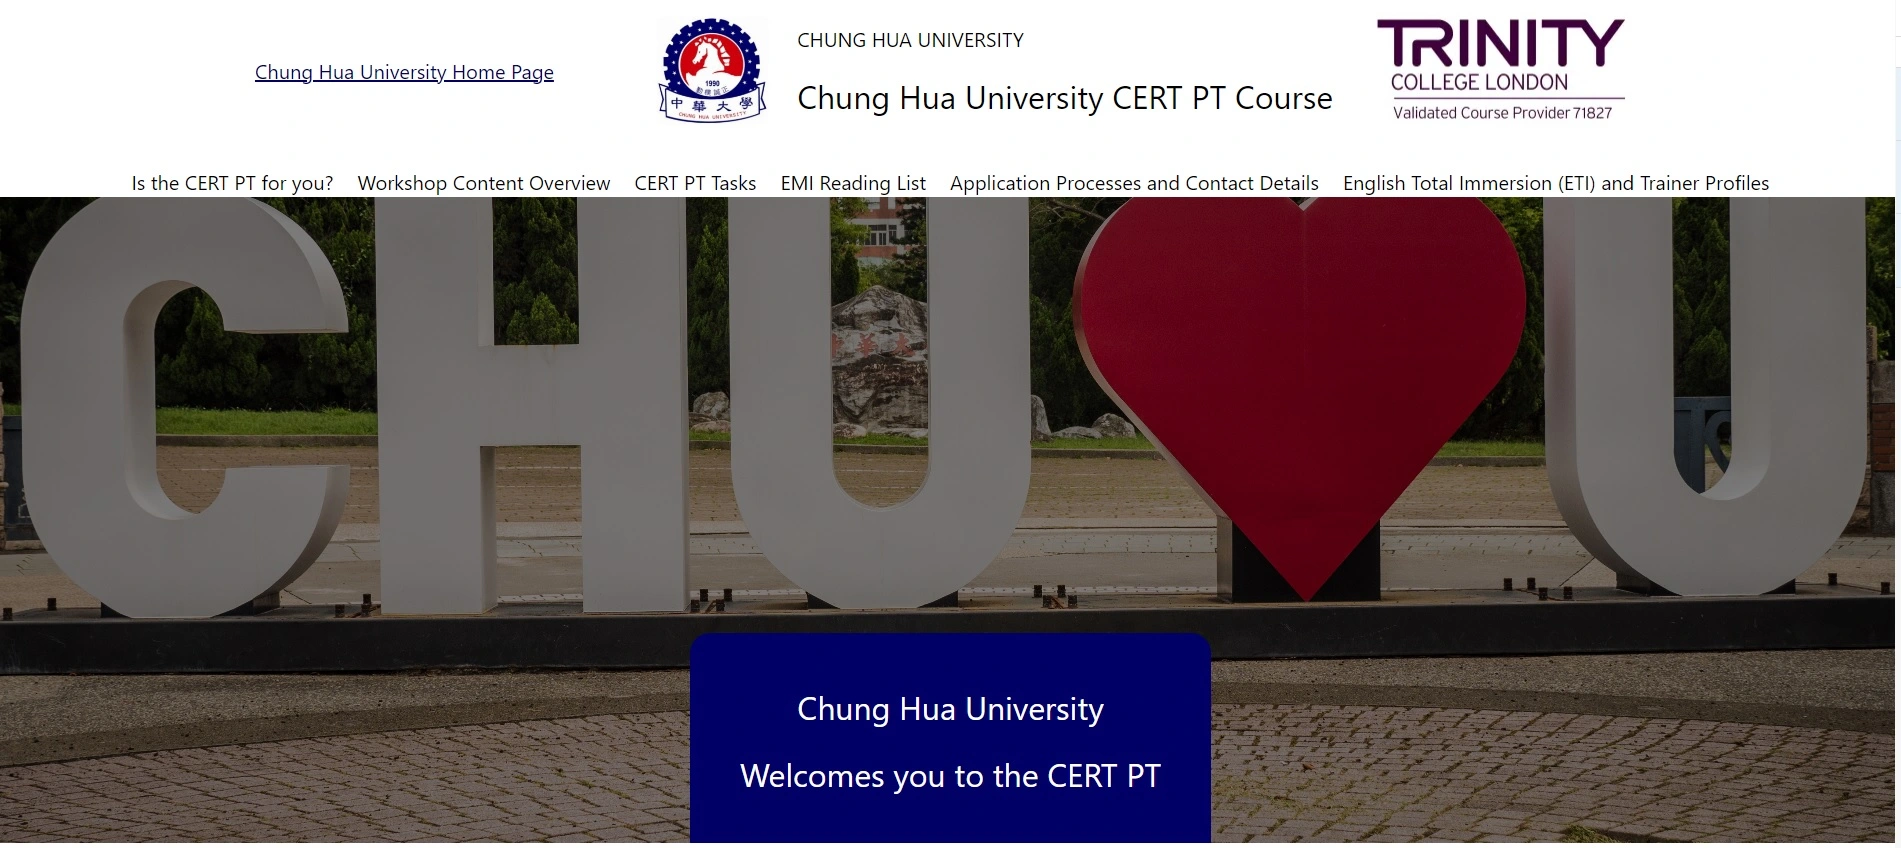 Chung Hua University Home Page
1990
中華大學
CHUNG HUA UNIVERSITY
CHUNG HUA UNIVERSITY
Chung Hua University CERT PT Course
TRINITY
COLLEGE LONDON
Validated Course Provider 71827
Is the CERT PT for you? Workshop Content Overview CERT PT Tasks EMI Reading List Application Processes and Contact Details English Total Immersion (ETI) and Trainer Profiles
CHU U
Chung Hua University
Welcomes you to the CERT PT